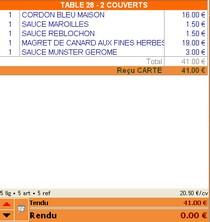 TABLE 28 - 2 COUVERTS
1 CORDON BLEU MAISON 16.00 €
1 SAUCE MAROILLES 1.50 €
1 SAUCE REBLOCHON 1.50 €
1 MAGRET DE CANARD AUX FINES HERBES 19.00 €
1 SAUCE MUNSTER GEROME 3.00 €
Total 41.00 €
Reçu CARTE 41.00 €
5 lig • 5 art • 5 ref 20.50 €/cv
Tendu 41.00 €
Rendu 0.00 €